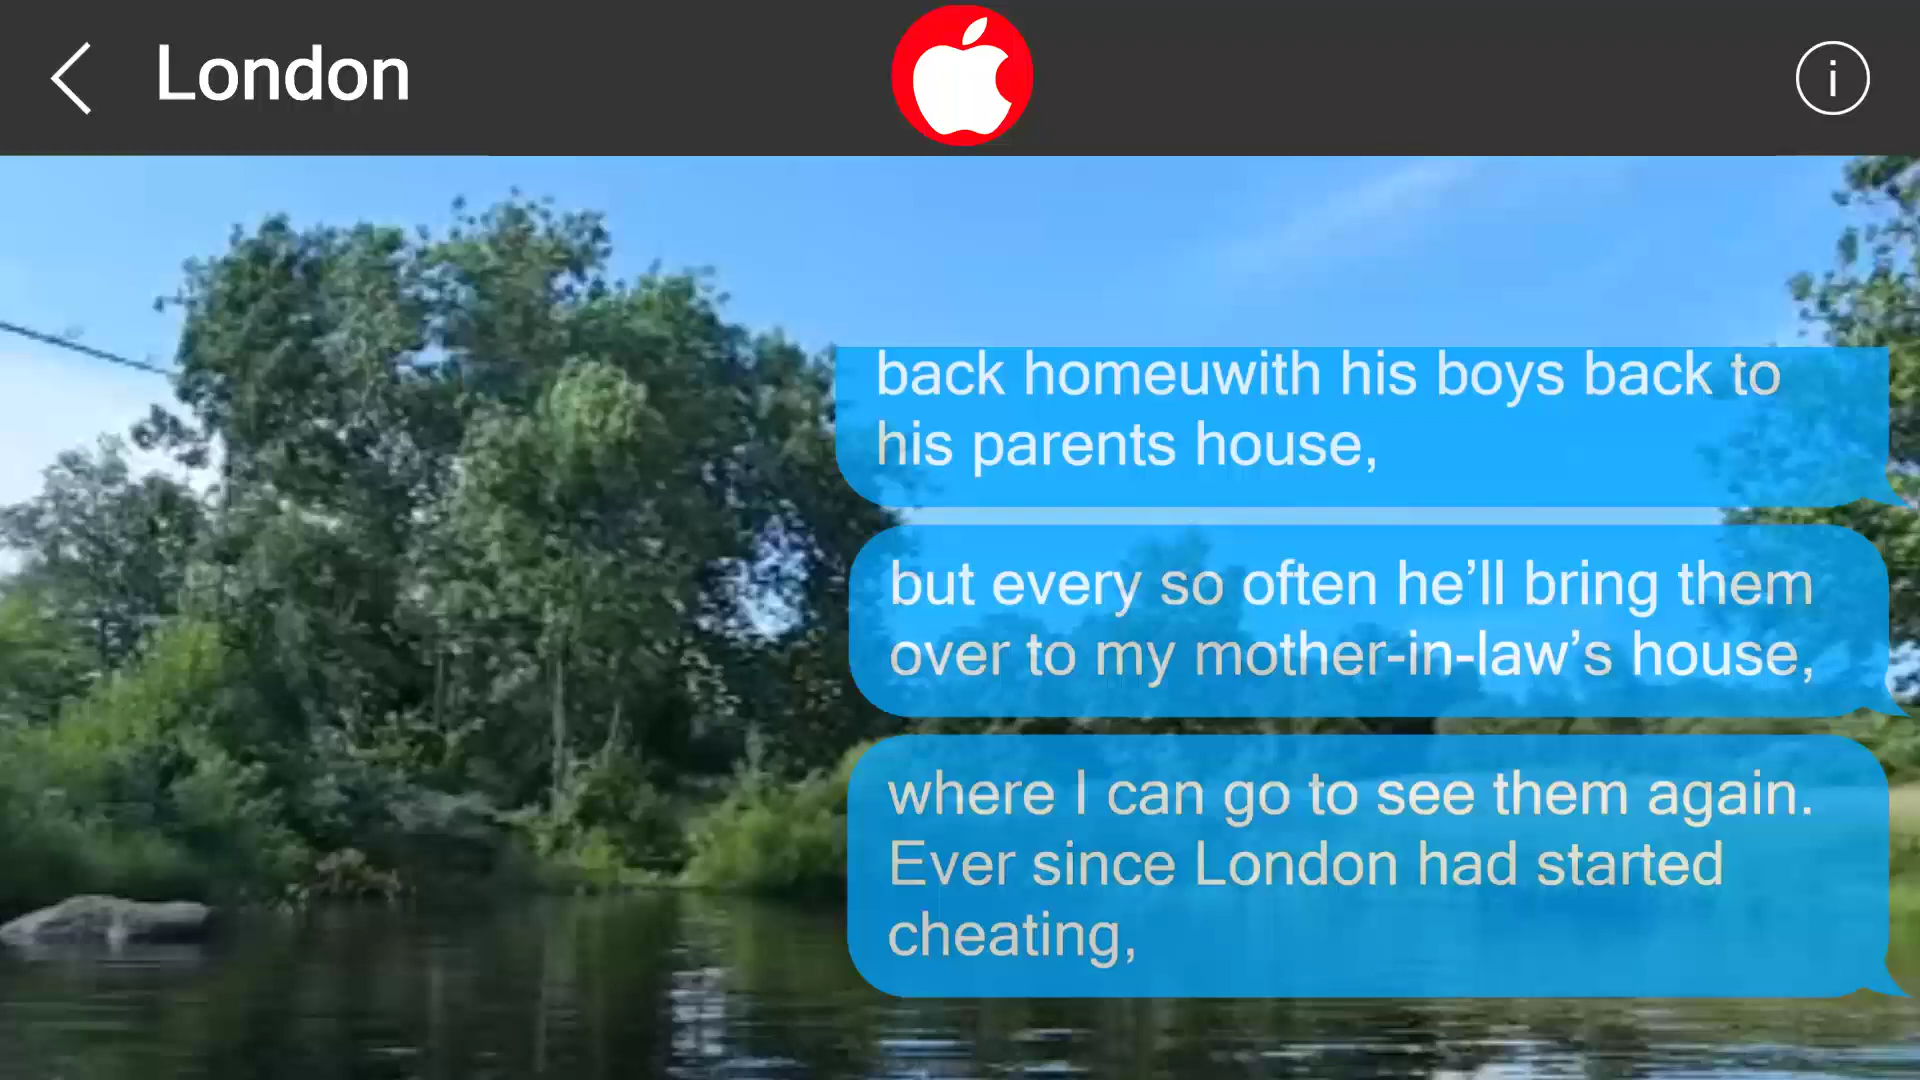 London
i
back homeuwith his boys back to
his parents house,
but every so often he’ll bring them
over to my mother-in-law’s house,
where I can go to see them again.
Ever since London had started
cheating,